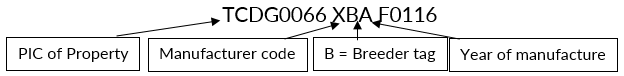 TCDG0066 XBA F0116
PIC of Property
Manufacturer code
B = Breeder tag
Year of manufacture